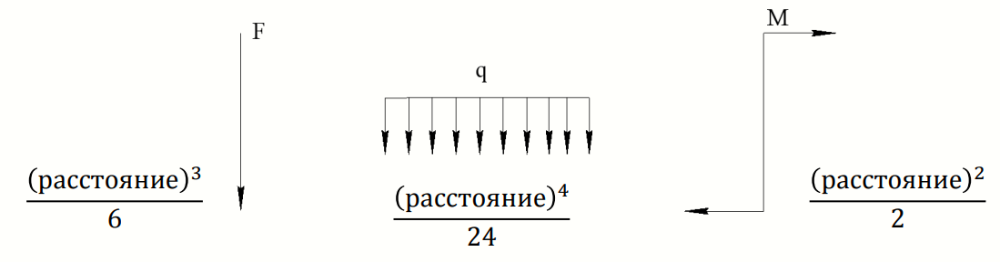 F
M
q
(расстояние)³
6
(расстояние)⁴
24
(расстояние)²
2